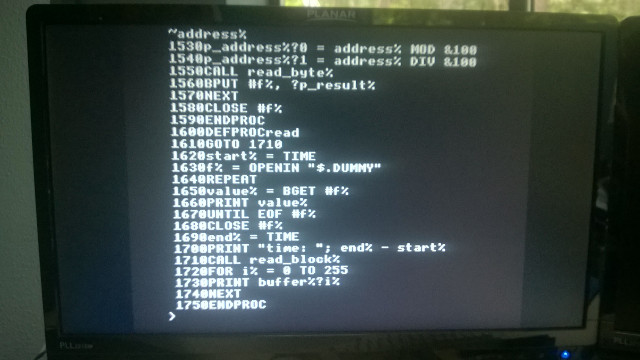 PLANAR
~address%
1530p_address%?0 = address% MOD &100
1540p_address%?1 = address% DIV &100
1550CALL read_byte%
1560BPUT #f%, ?p_result%
1570NEXT
1580CLOSE #f%
1590ENDPROC
1600DEFPROCread
1610GOTO 1710
1620start% = TIME
1630f% = OPENIN "$.DUMMY"
1640REPEAT
1650value% = BGET #f%
1660PRINT value%
1670UNTIL EOF #f%
1680CLOSE #f%
1690end% = TIME
1700PRINT "time: "; end% - start%
1710CALL read_block%
1720FOR i% = 0 TO 255
1730PRINT buffer%?i%
1740NEXT
1750ENDPROC
>